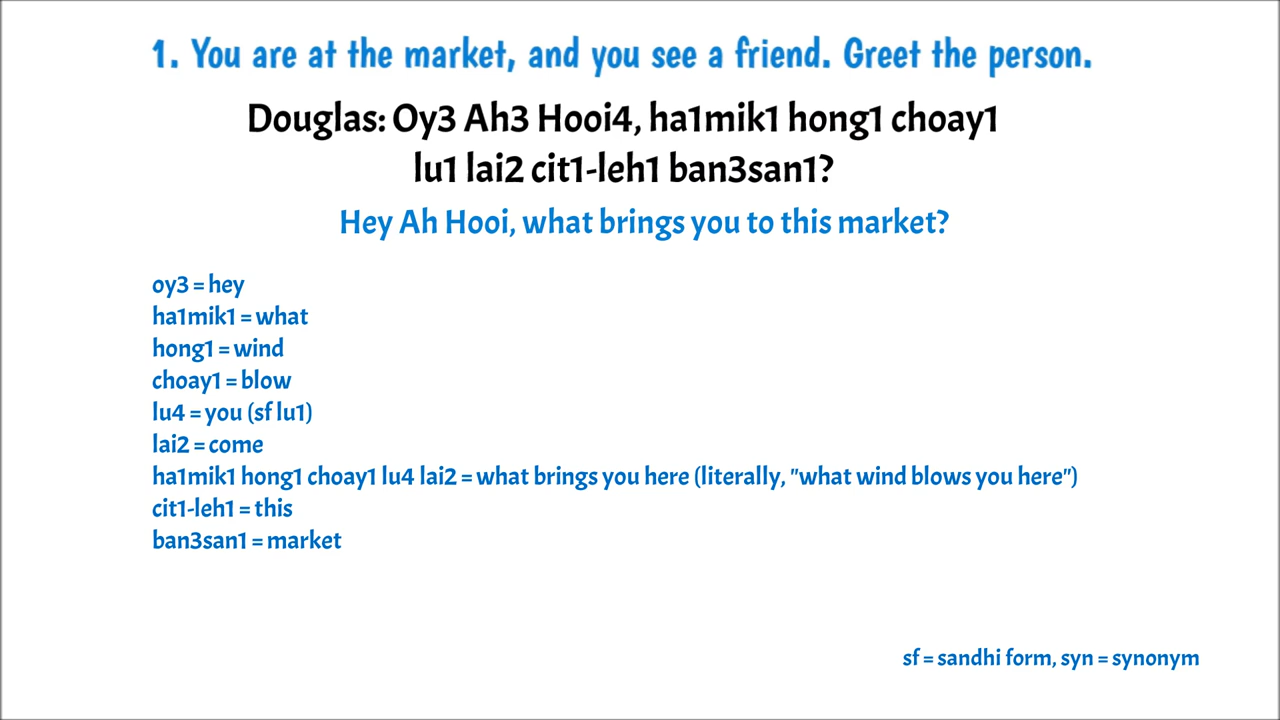 1. You are at the market, and you see a friend. Greet the person.
Douglas: Oy3 Ah3 Hooi4, ha1mik1 hong1 choay1
lu1 lai2 cit1-leh1 ban3san1?
Hey Ah Hooi, what brings you to this market?
oy3 = hey
ha1mik1 = what
hong1 = wind
choay1 = blow
lu4 = you (sf lu1)
lai2 = come
ha1mik1 hong1 choay1 lu4 lai2 = what brings you here (literally, "what wind blows you here")
cit1-leh1 = this
ban3san1 = market
sf = sandhi form, syn = synonym